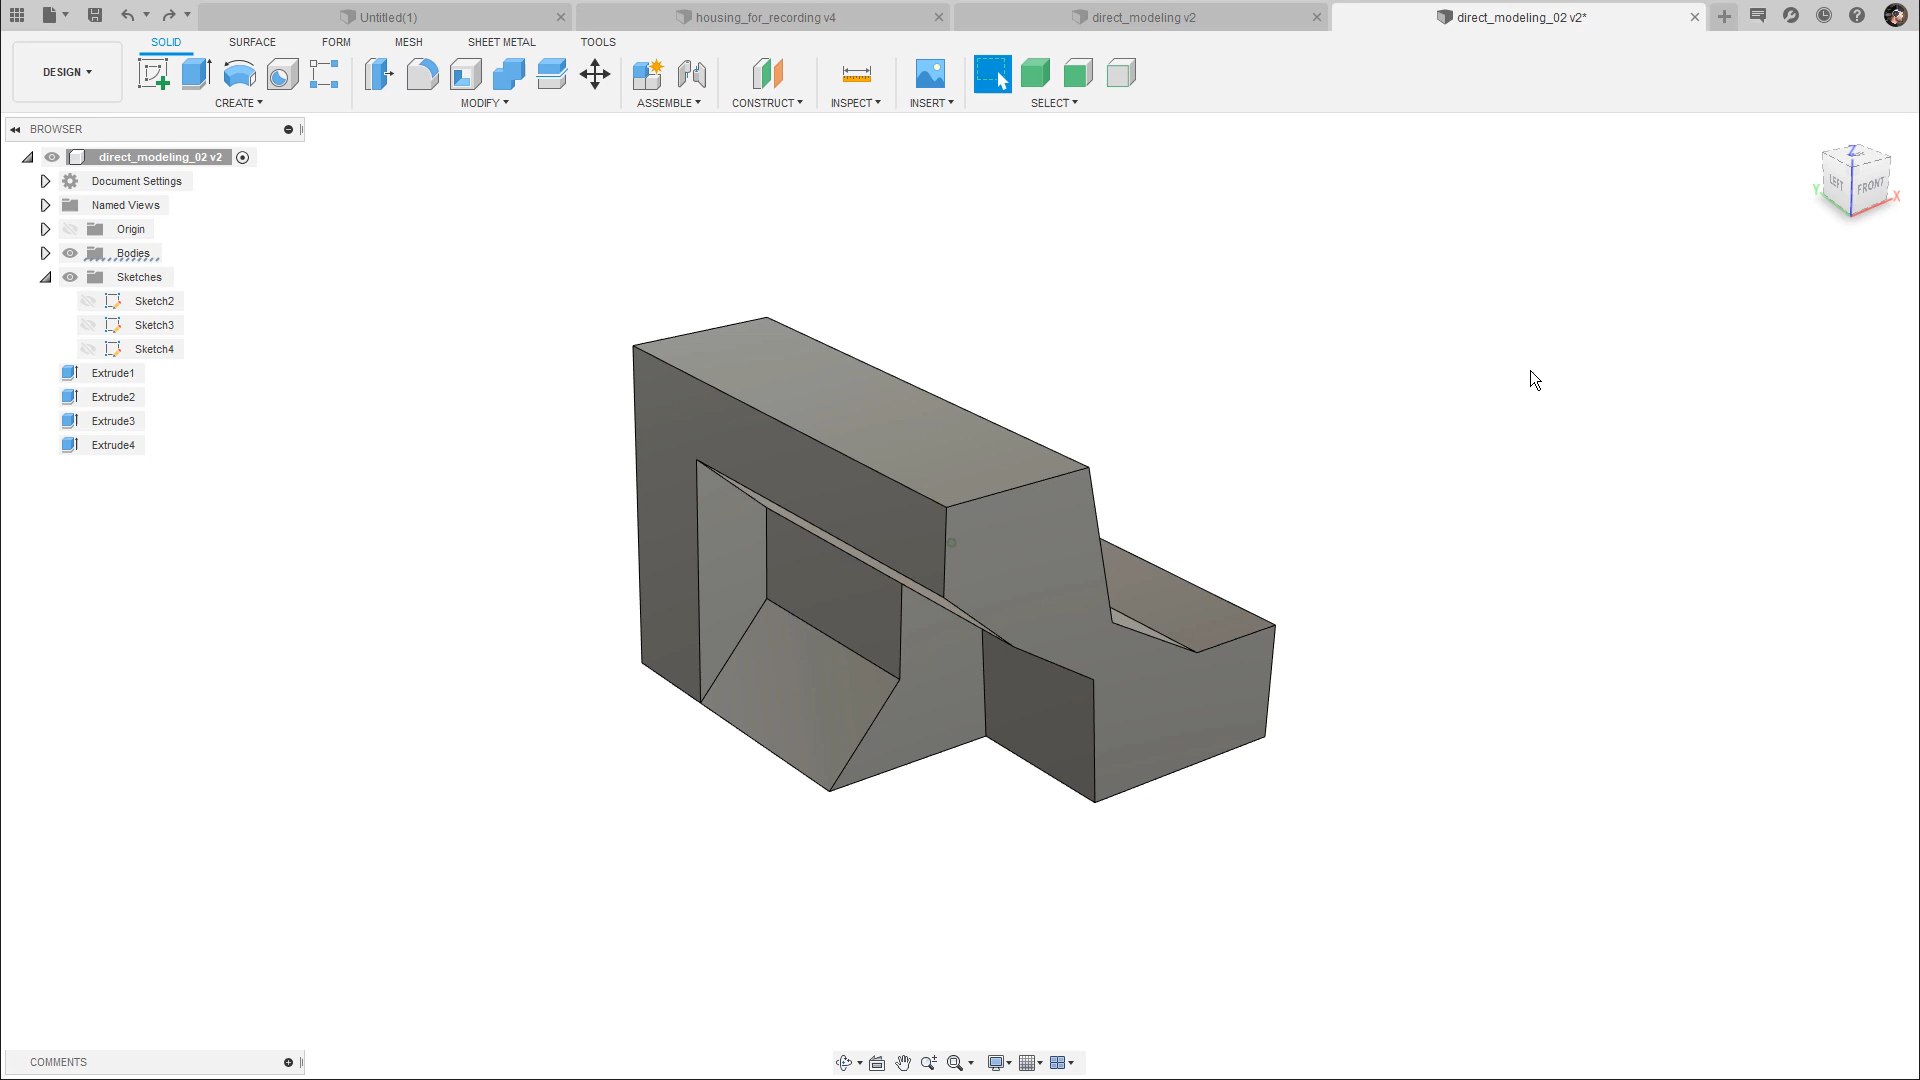 Untitled(1)
housing_for_recording v4
direct_modeling v2
direct_modeling_02 v2*
SOLID
SURFACE
FORM
MESH
SHEET METAL
TOOLS
DESIGN
CREATE
MODIFY
ASSEMBLE
CONSTRUCT
INSPECT
INSERT
SELECT
BROWSER
direct_modeling_02 v2
Document Settings
Named Views
Origin
Bodies
Sketches
Sketch2
Sketch3
Sketch4
Extrude1
Extrude2
Extrude3
Extrude4
Z
LEFT
FRONT
Y
X
COMMENTS